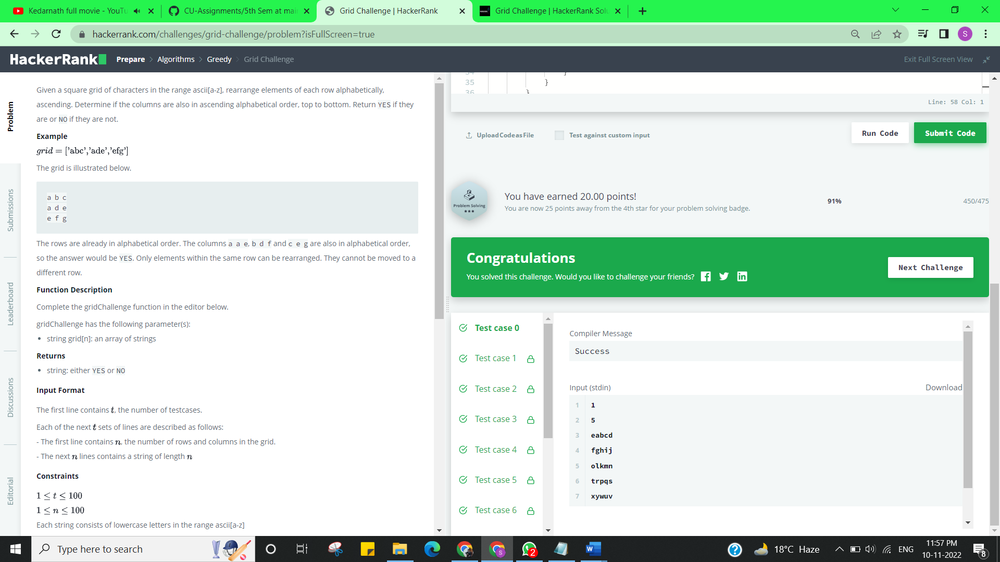 Kedarnath full movie - YouTu
CU-Assignments/5th Sem at mai
Grid Challenge | HackerRank
Grid Challenge | HackerRank Solu
hackerrank.com/challenges/grid-challenge/problem?isFullScreen=true
S
HackerRank
Prepare > Algorithms > Greedy > Grid Challenge
Exit Full Screen View
Problem
Submissions
Leaderboard
Discussions
Editorial
Given a square grid of characters in the range ascii[a-z], rearrange elements of each row alphabetically,
ascending. Determine if the columns are also in ascending alphabetical order, top to bottom. Return YES if they
are or NO if they are not.
Example
grid = ['abc','ade','efg']
The grid is illustrated below.
a b c
a d e
e f g
The rows are already in alphabetical order. The columns a a e, b d f and c e g are also in alphabetical order,
so the answer would be YES. Only elements within the same row can be rearranged. They cannot be moved to a
different row.
Function Description
Complete the gridChallenge function in the editor below.
gridChallenge has the following parameter(s):
• string grid[n]: an array of strings
Returns
• string: either YES or NO
Input Format
The first line contains t, the number of testcases.
Each of the next t sets of lines are described as follows:
- The first line contains n, the number of rows and columns in the grid.
- The next n lines contains a string of length n
Constraints
1 ≤ t ≤ 100
1 ≤ n ≤ 100
Each string consists of lowercase letters in the range ascii[a-z]
34 }
35 }
36 }
Line: 58 Col: 1
Upload Code as File
Test against custom input
Run Code
Submit Code
Problem Solving
You have earned 20.00 points!
You are now 25 points away from the 4th star for your problem solving badge.
91%
450/475
Congratulations
You solved this challenge. Would you like to challenge your friends?
Next Challenge
Test case 0
Test case 1
Test case 2
Test case 3
Test case 4
Test case 5
Test case 6
Compiler Message
Success
Input (stdin)
Download
1 1
2 5
3 eabcd
4 fghij
5 olkmn
6 trpqs
7 xywuv
Type here to search
S
2
W
18°C Haze
ENG
11:57 PM
10-11-2022
8